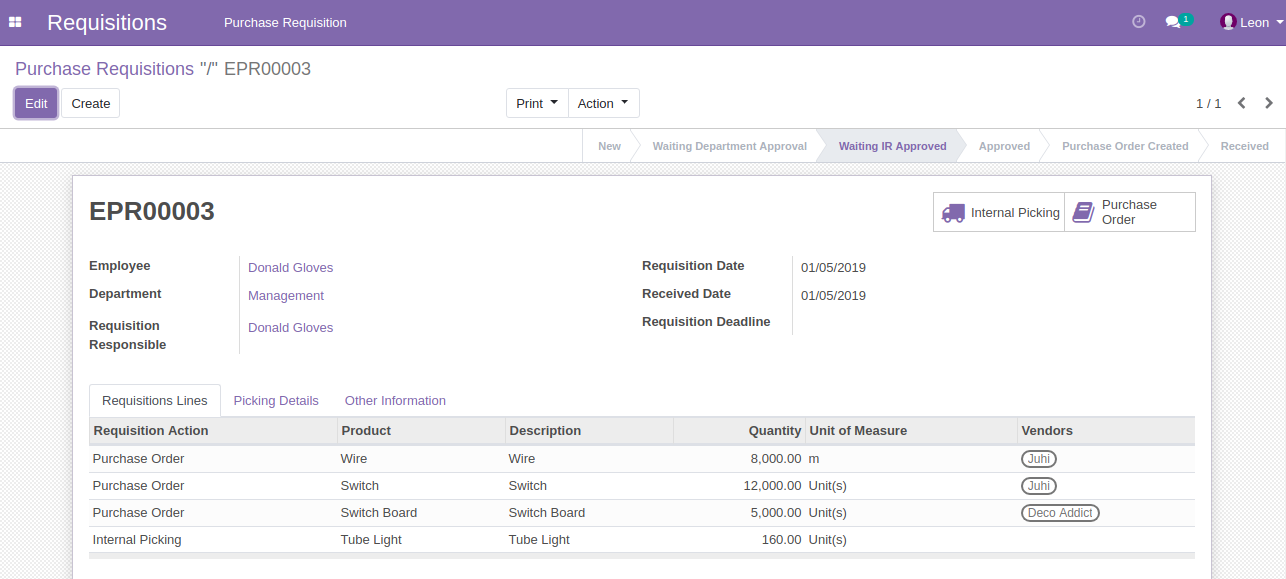 Requisitions Purchase Requisition 1 Leon
Purchase Requisitions "/" EPR00003
Edit Create Print Action 1 / 1
New Waiting Department Approval Waiting IR Approved Approved Purchase Order Created Received
EPR00003
Internal Picking
Purchase
Order
Employee Donald Gloves
Department Management
Requisition
Responsible
Donald Gloves
Requisition Date 01/05/2019
Received Date 01/05/2019
Requisition Deadline
Requisitions Lines Picking Details Other Information
Requisition Action Product Description Quantity Unit of Measure Vendors
Purchase Order Wire Wire 8,000.00 m Juhi
Purchase Order Switch Switch 12,000.00 Unit(s) Juhi
Purchase Order Switch Board Switch Board 5,000.00 Unit(s) Deco Addict
Internal Picking Tube Light Tube Light 160.00 Unit(s)